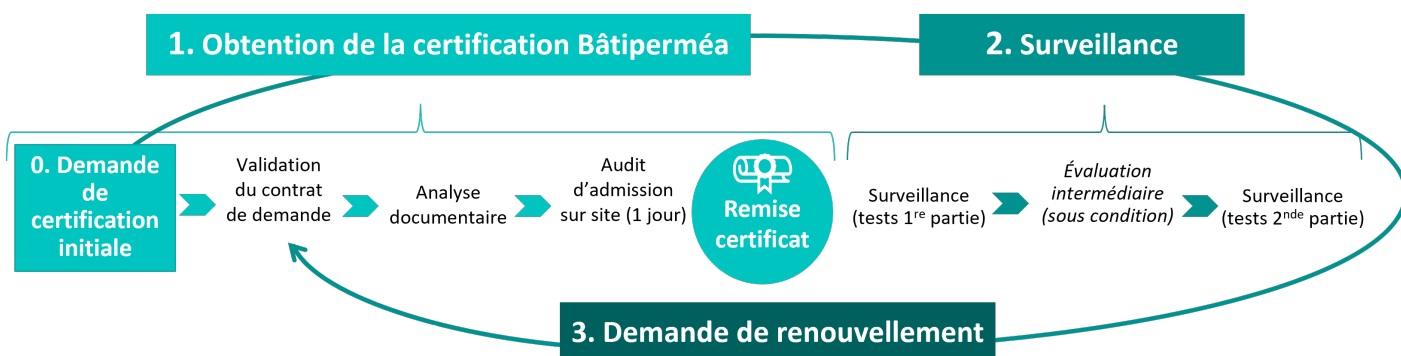 1. Obtention de la certification Bâtiperméa
2. Surveillance
0. Demande
de
certification
initiale
Validation
du contrat
de demande
Analyse
documentaire
Audit
d'admission
sur site (1 jour)
Remise
certificat
Surveillance
(tests 1re partie)
Évaluation
intermédiaire
(sous condition)
Surveillance
(tests 2nde partie)
3. Demande de renouvellement